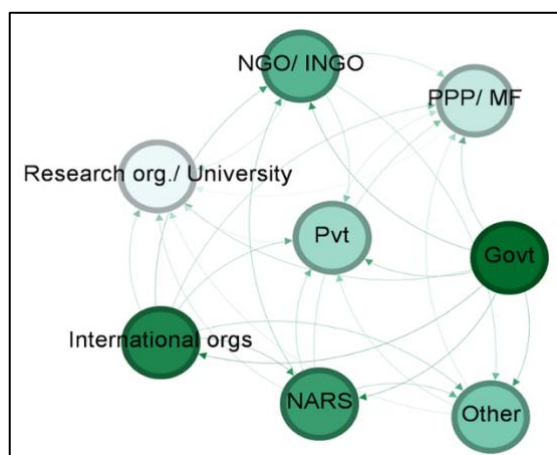 NGO/ INGO
PPP/ MF
Research org./ University
Pvt
Govt
International orgs
NARS
Other